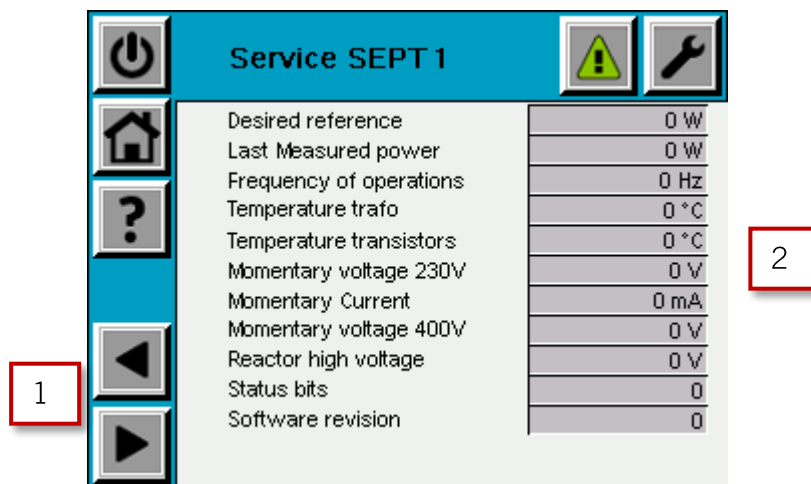 Service SEPT 1
Desired reference 0 W
Last Measured power 0 W
Frequency of operations 0 Hz
?
Temperature trafo 0 °C
Temperature transistors 0 °C
Momentary voltage 230V 0 V
2
Momentary Current 0 mA
Momentary voltage 400V 0 V
Reactor high voltage 0 V
1
Status bits 0
Software revision 0